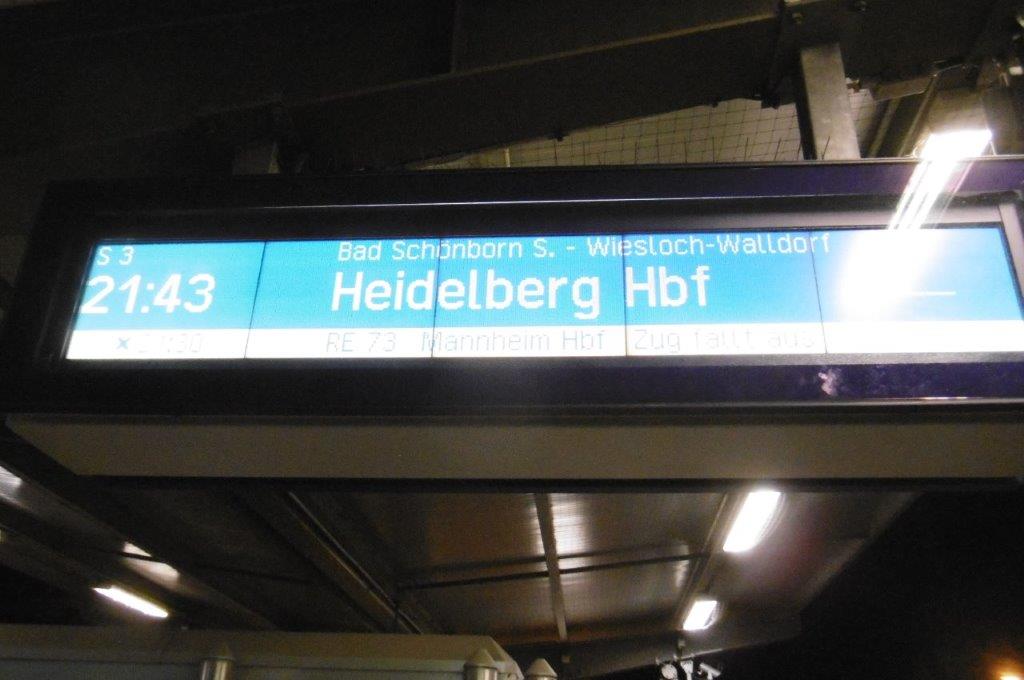 S 3
Bad Schönborn S. - Wiesloch-Walldorf
21:43
Heidelberg Hbf
RE 73 Mannheim Hbf Zug fällt aus